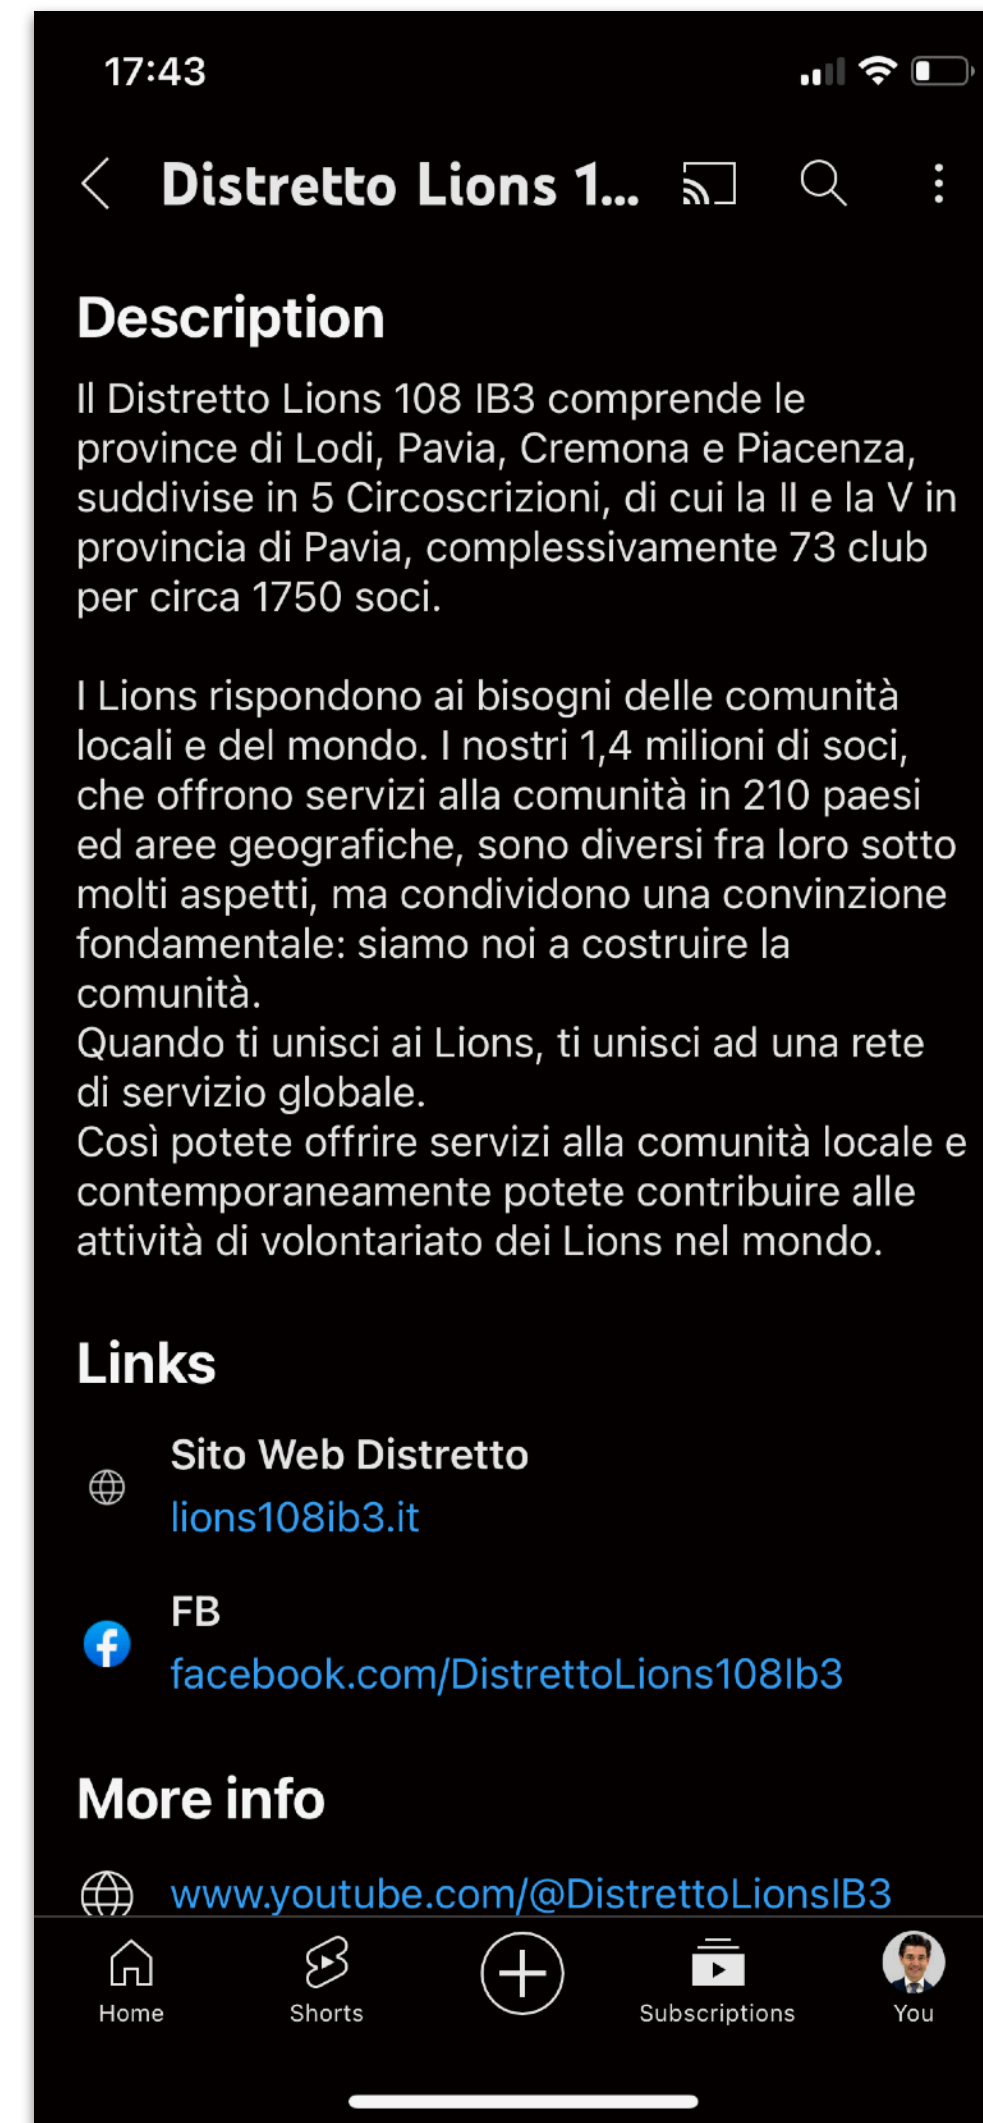 17:43
Distretto Lions 1...
Description
Il Distretto Lions 108 IB3 comprende le
province di Lodi, Pavia, Cremona e Piacenza,
suddivise in 5 Circoscrizioni, di cui la II e la V in
provincia di Pavia, complessivamente 73 club
per circa 1750 soci.
I Lions rispondono ai bisogni delle comunità
locali e del mondo. I nostri 1,4 milioni di soci,
che offrono servizi alla comunità in 210 paesi
ed aree geografiche, sono diversi fra loro sotto
molti aspetti, ma condividono una convinzione
fondamentale: siamo noi a costruire la
comunità.
Quando ti unisci ai Lions, ti unisci ad una rete
di servizio globale.
Così potete offrire servizi alla comunità locale e
contemporaneamente potete contribuire alle
attività di volontariato dei Lions nel mondo.
Links
Sito Web Distretto
lions108ib3.it
FB
facebook.com/DistrettoLions108Ib3
More info
www.youtube.com/@DistrettoLionsIB3
Home
Shorts
Subscriptions
You